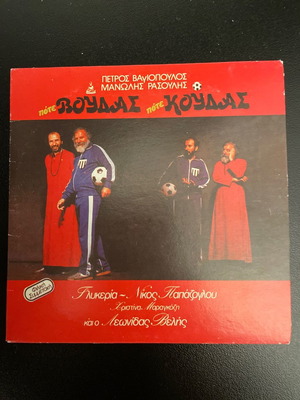 ΠΕΤΡΟΣ ΒΑΓΙΟΠΟΥΛΟΣ
ΜΑΝΩΛΗΣ ΡΑΣΟΥΛΗΣ
πότε ΒΟΥΔΑΣ πότε ΚΟΥΔΑΣ
Γλυκερία ~ Νίκος Παπάζογλου
Χριστίνα Μαραγκόζη
και ο Λεωνίδας Βελής